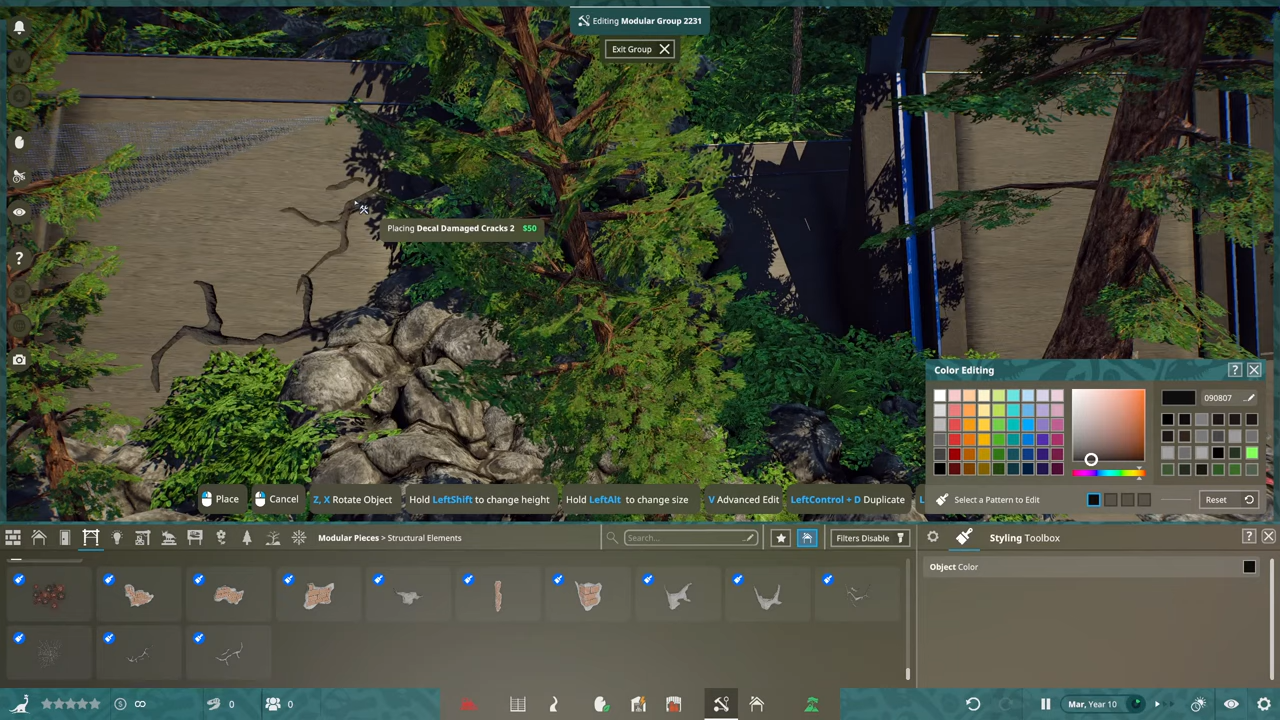 Editing Modular Group 2231
Exit Group
Placing Decal Damaged Cracks 2 $50
Color Editing
?
090807
Place
Cancel
Z, X Rotate Object
Hold LeftShift to change height
Hold LeftAlt to change size
V Advanced Edit
LeftControl + D Duplicate
L
Select a Pattern to Edit
Reset
Modular Pieces > Structural Elements
Search...
Filters Disable
Styling Toolbox
?
Object Color
?
$ ∞
0
0
Mar, Year 10